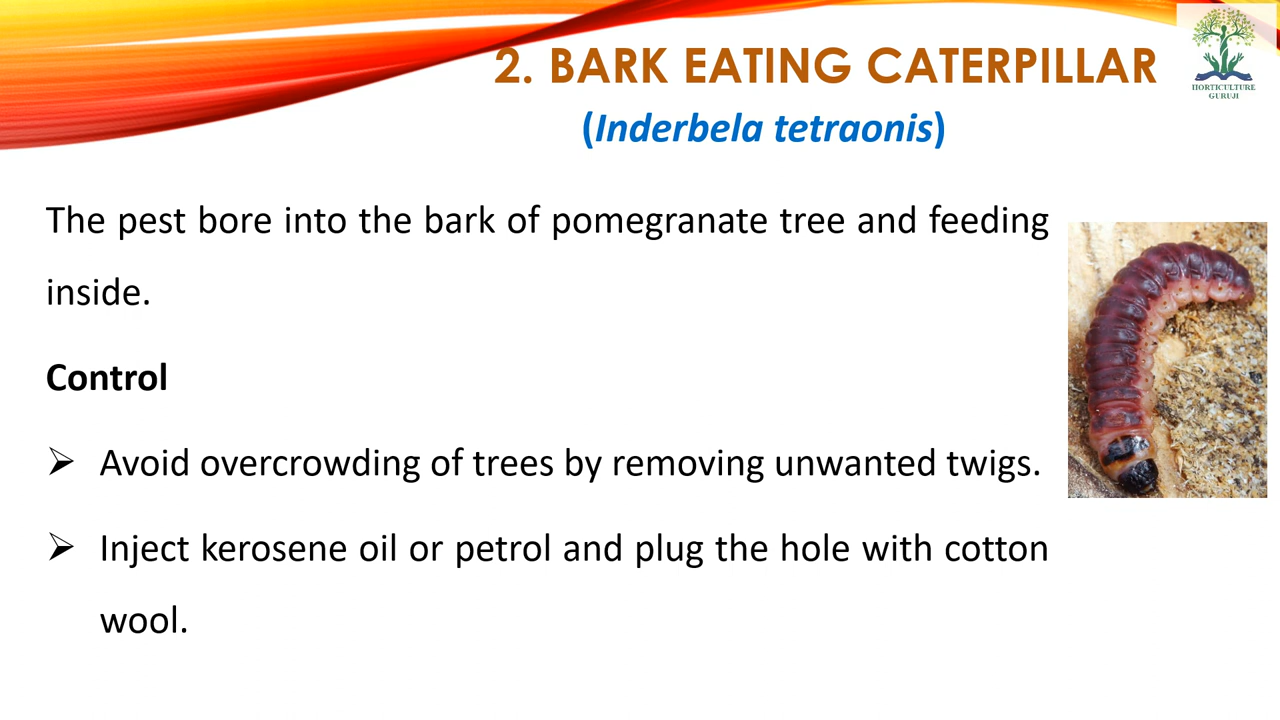 2. BARK EATING CATERPILLAR
(Inderbela tetraonis)
HORTICULTURE
GURUJI
The pest bore into the bark of pomegranate tree and feeding
inside.
Control
➢ Avoid overcrowding of trees by removing unwanted twigs.
➢ Inject kerosene oil or petrol and plug the hole with cotton
wool.